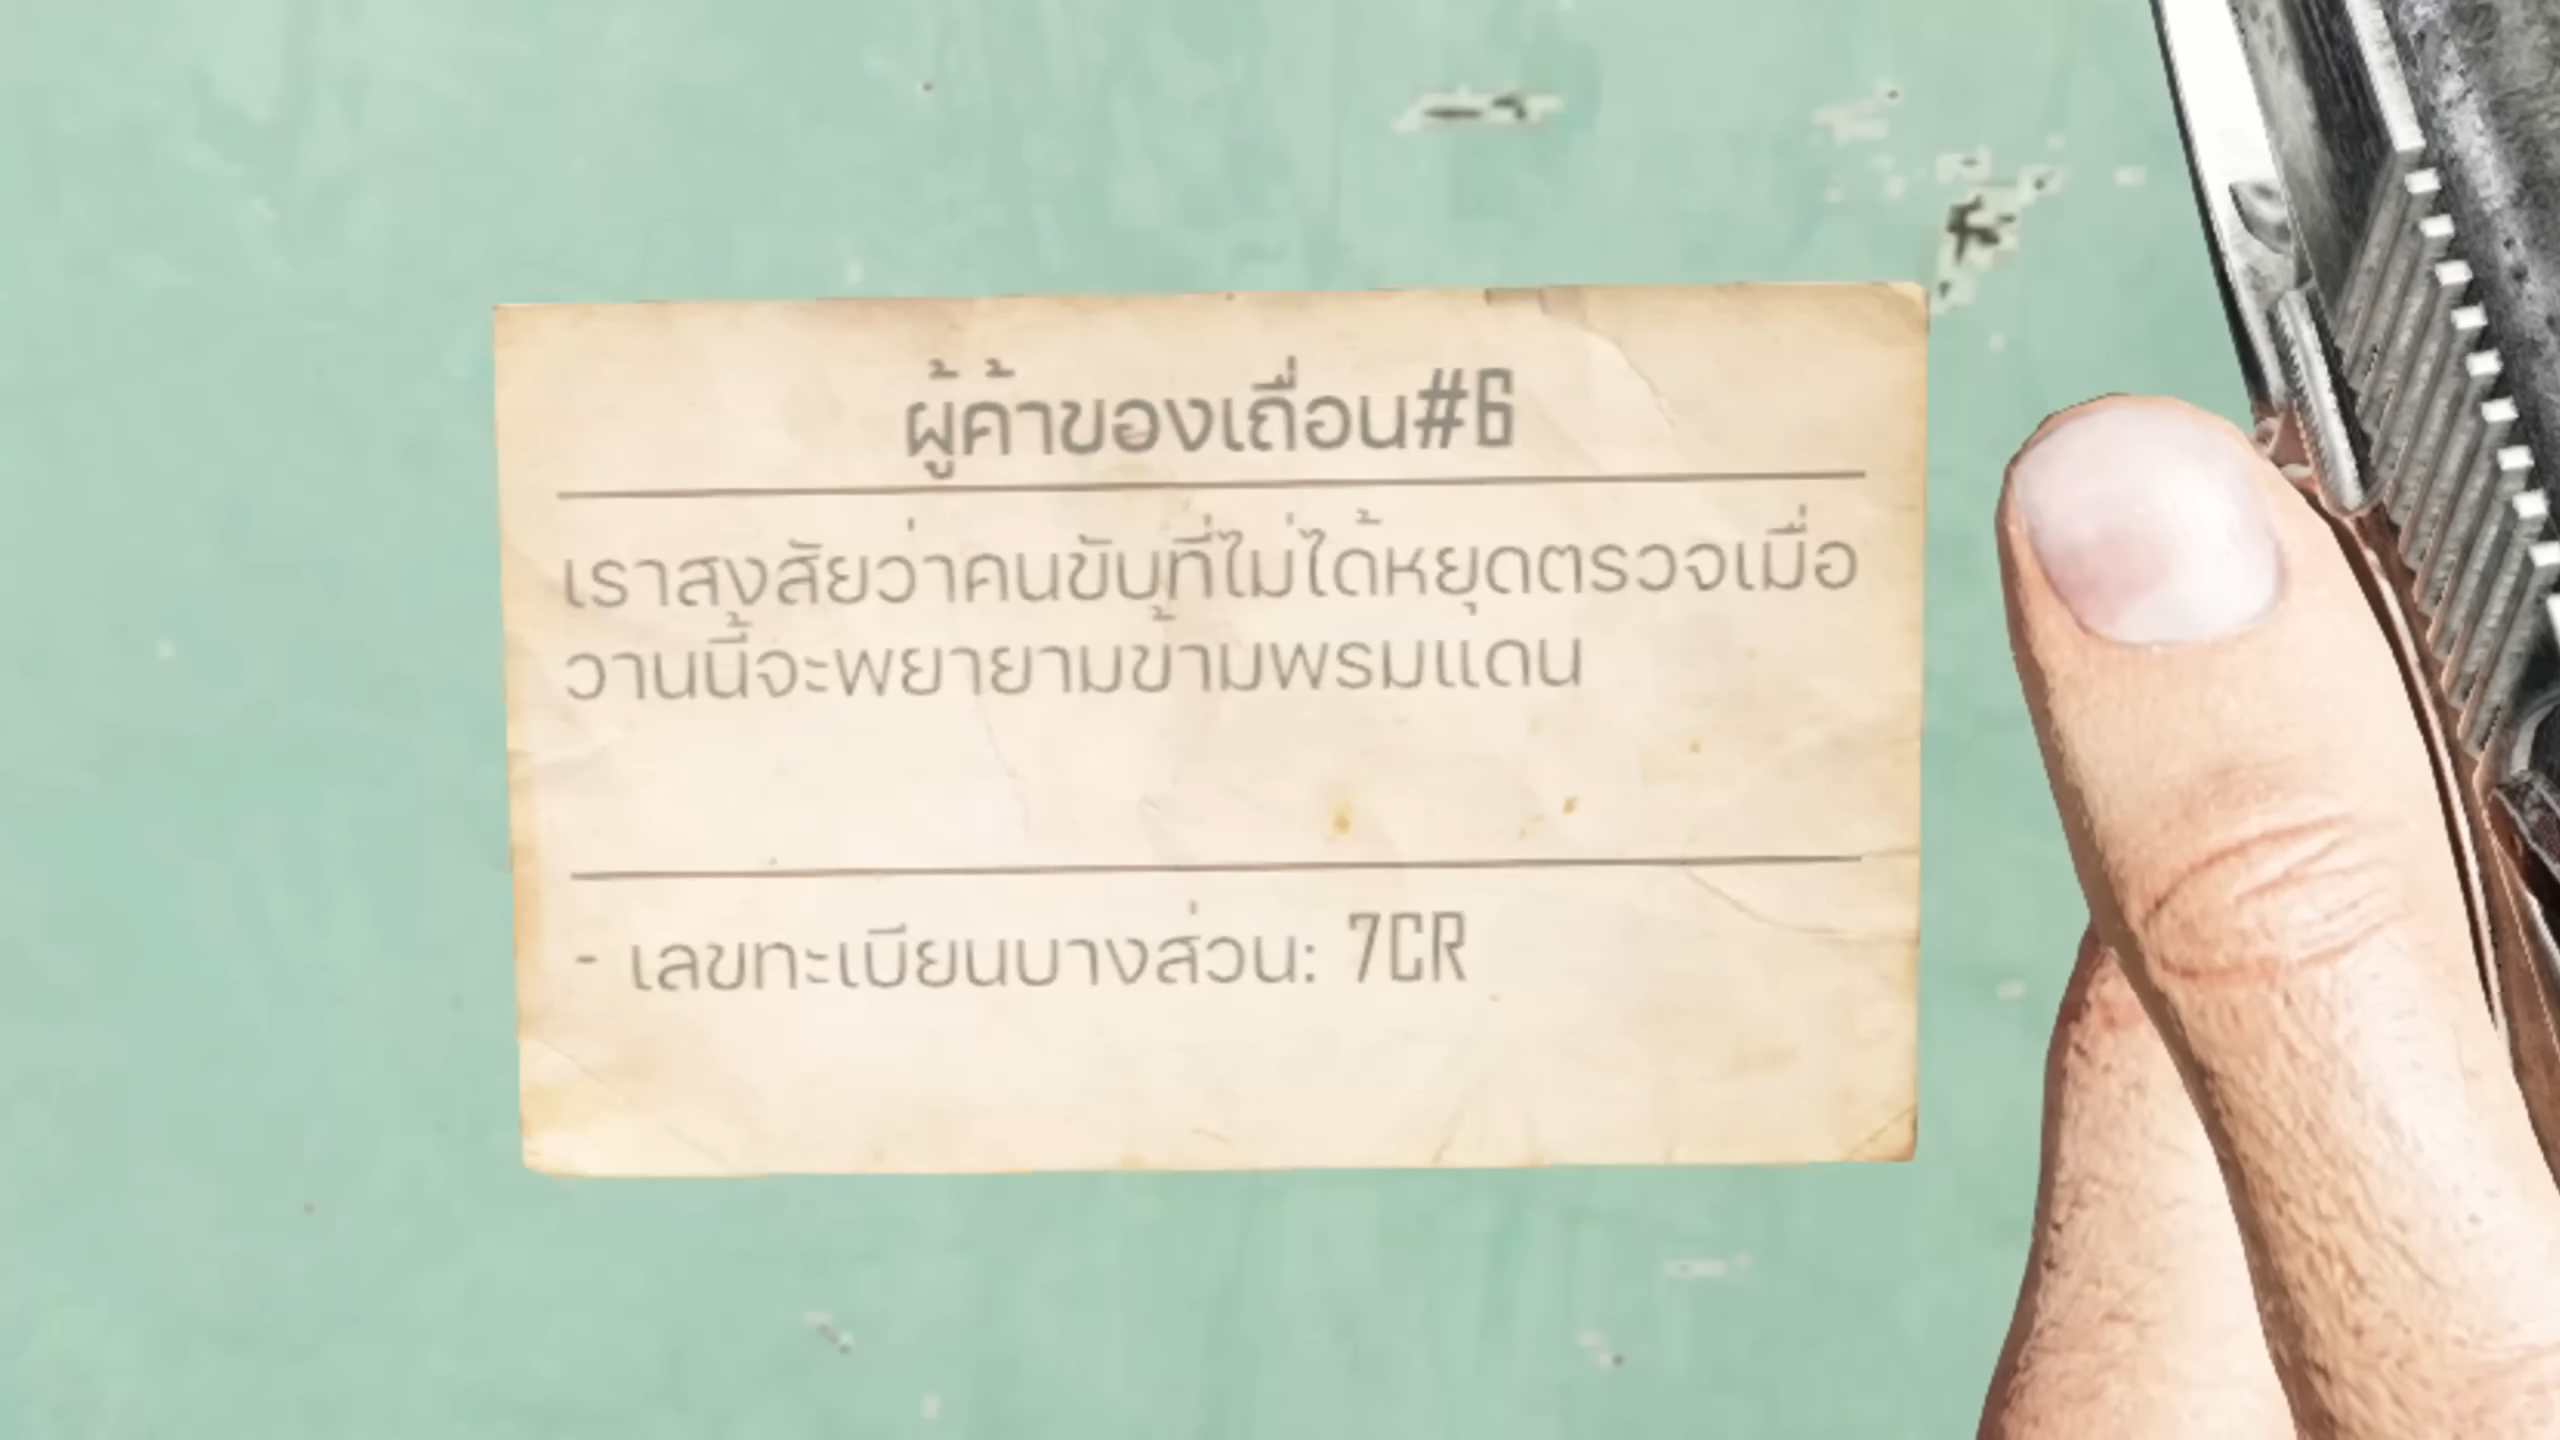 ผู้ค้าของเถื่อน#6
เราสงสัยว่าคนขับที่ไม่ได้หยุดตรวจเมื่อ
วานนี้จะพยายามข้ามพรมแดน
- เลขทะเบียนบางส่วน: 7CR